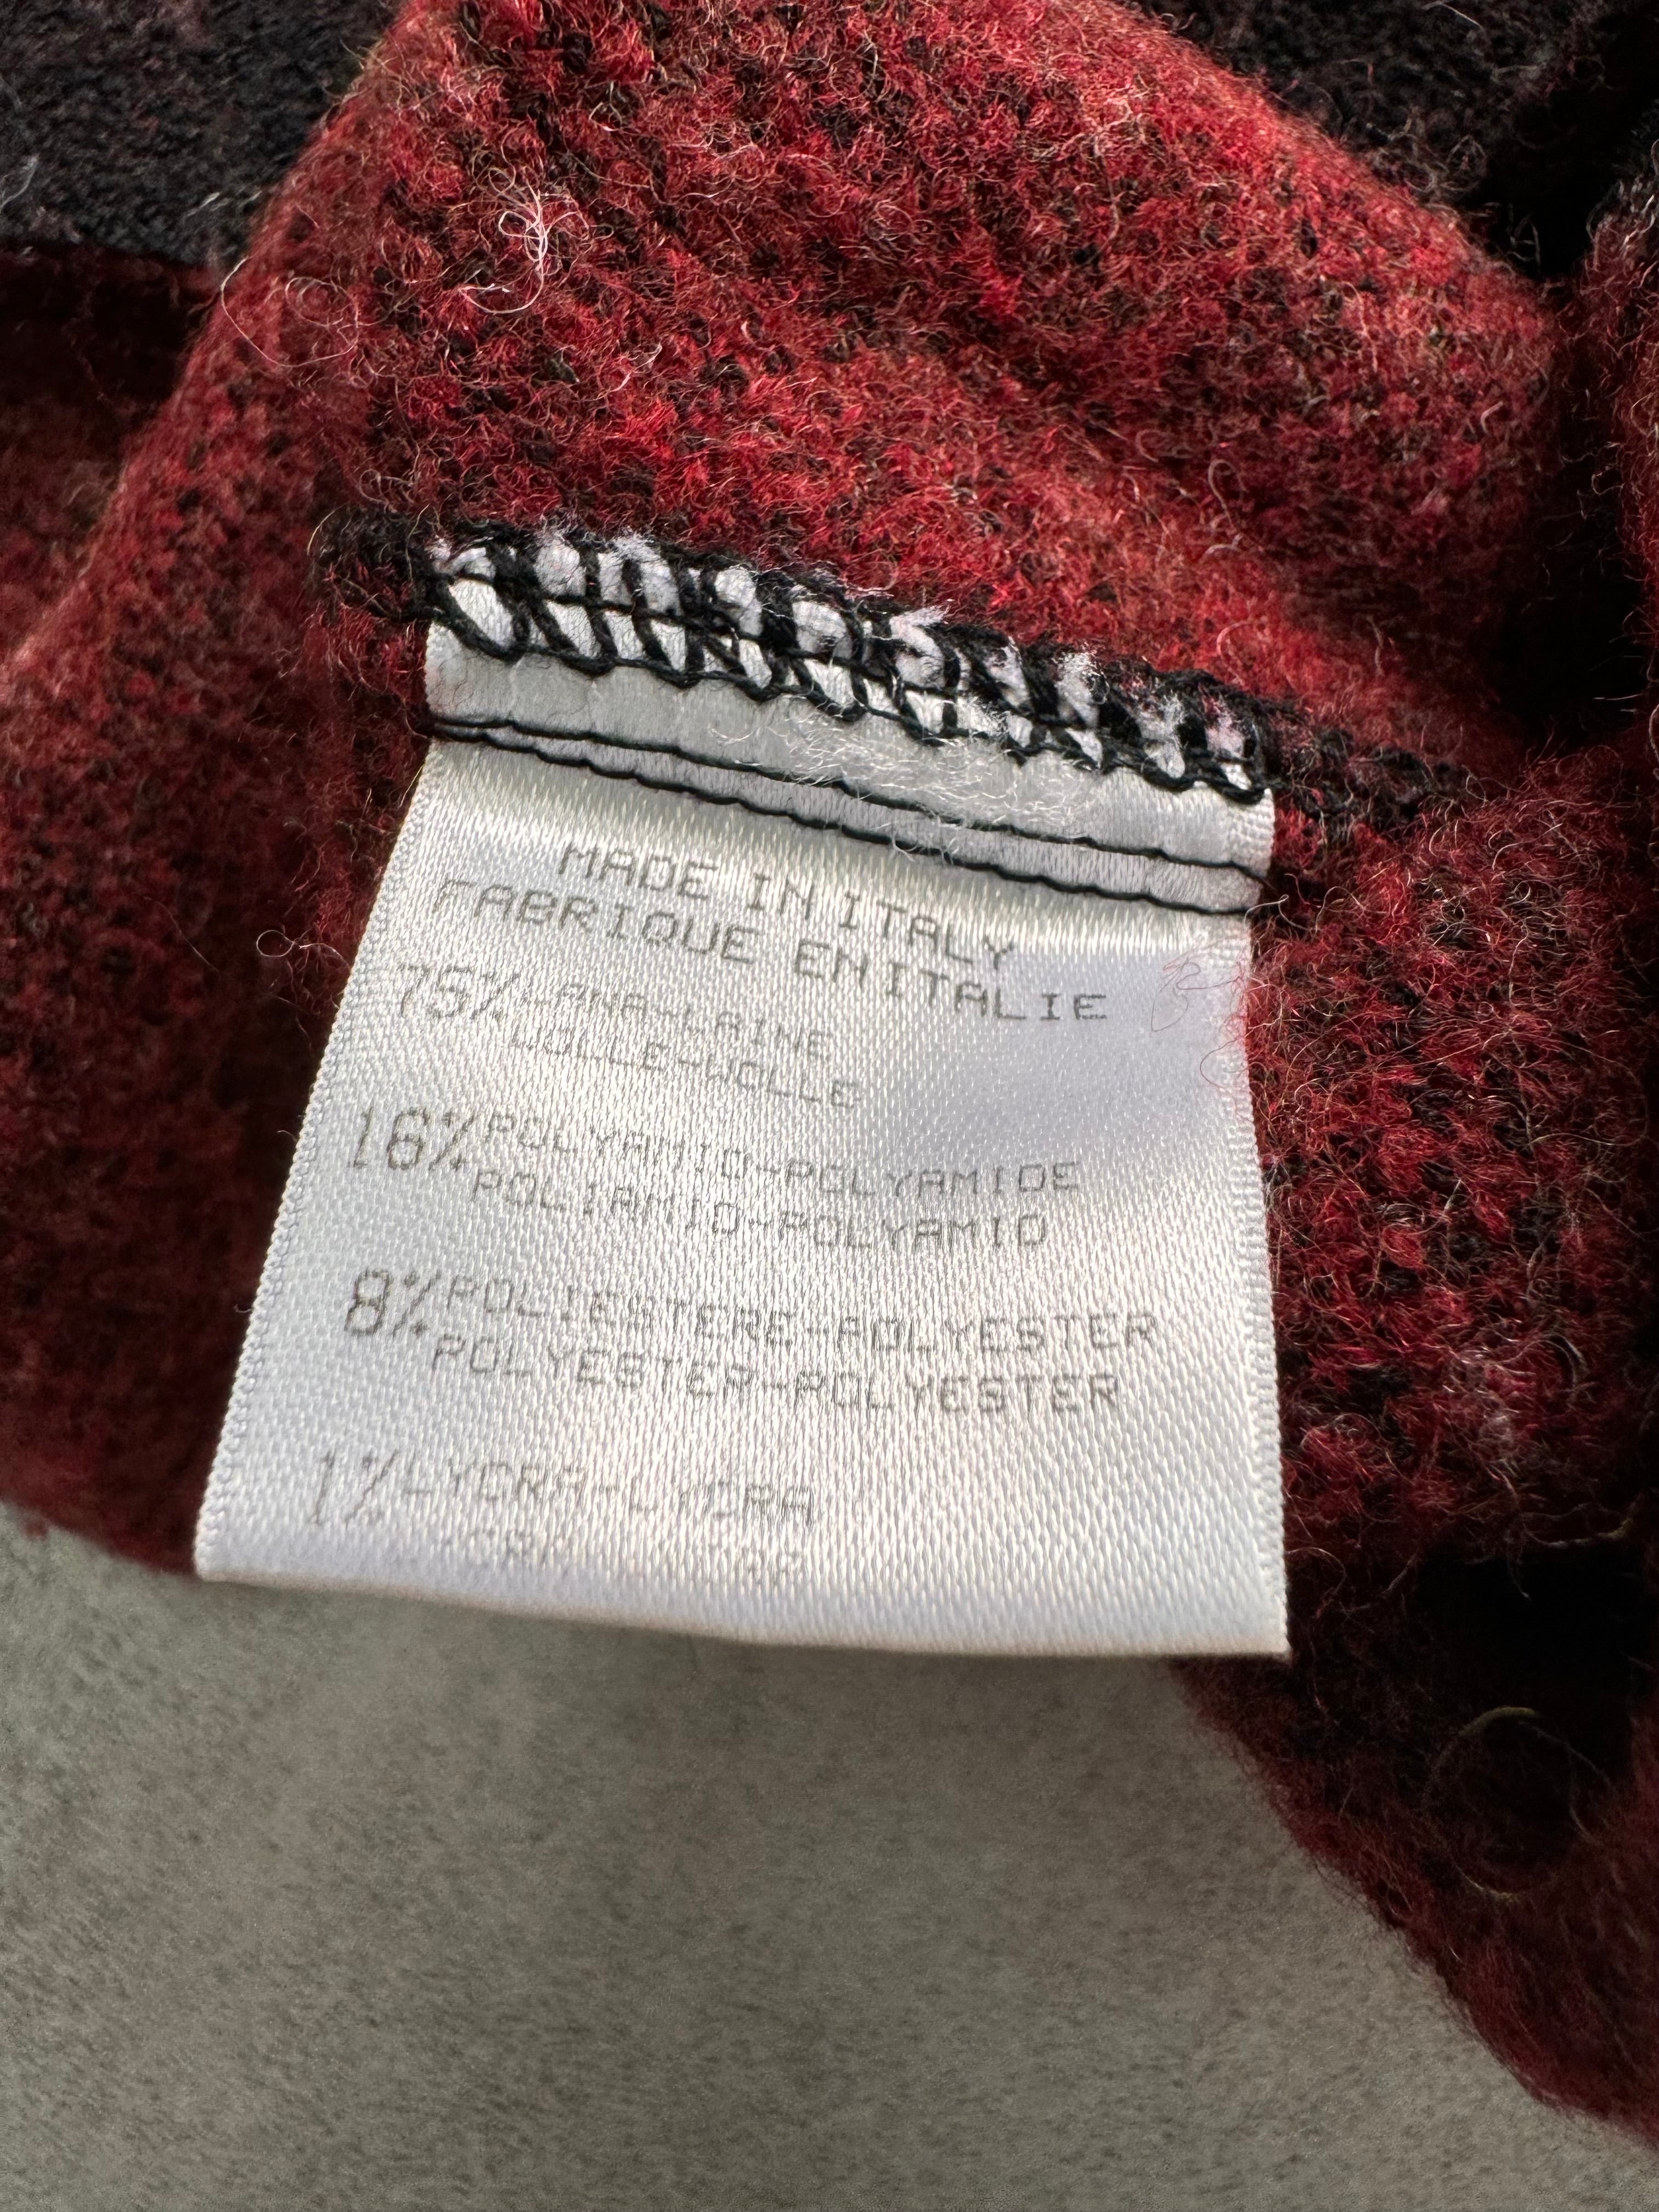 MADE IN ITALY
FABRIQUE EN ITALIE
75% LANA-LAINE
WOLLE-WOLLE
16% POLYAMID-POLYAMIDE
POLIAMID-POLYAMID
8% POLIESTERE-POLYESTER
POLYESTER-POLYESTER
1% LYCRA-LYCRA